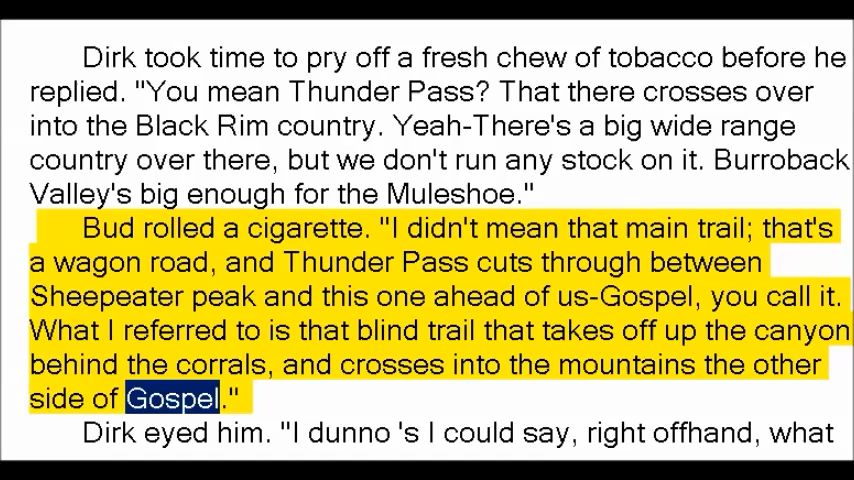 Dirk took time to pry off a fresh chew of tobacco before he
replied. "You mean Thunder Pass? That there crosses over
into the Black Rim country. Yeah-There's a big wide range
country over there, but we don't run any stock on it. Burroback
Valley's big enough for the Muleshoe."
Bud rolled a cigarette. "I didn't mean that main trail; that's
a wagon road, and Thunder Pass cuts through between
Sheepeater peak and this one ahead of us-Gospel, you call it.
What I referred to is that blind trail that takes off up the canyon
behind the corrals, and crosses into the mountains the other
side of Gospel."
Dirk eyed him. "I dunno 's I could say, right offhand, what